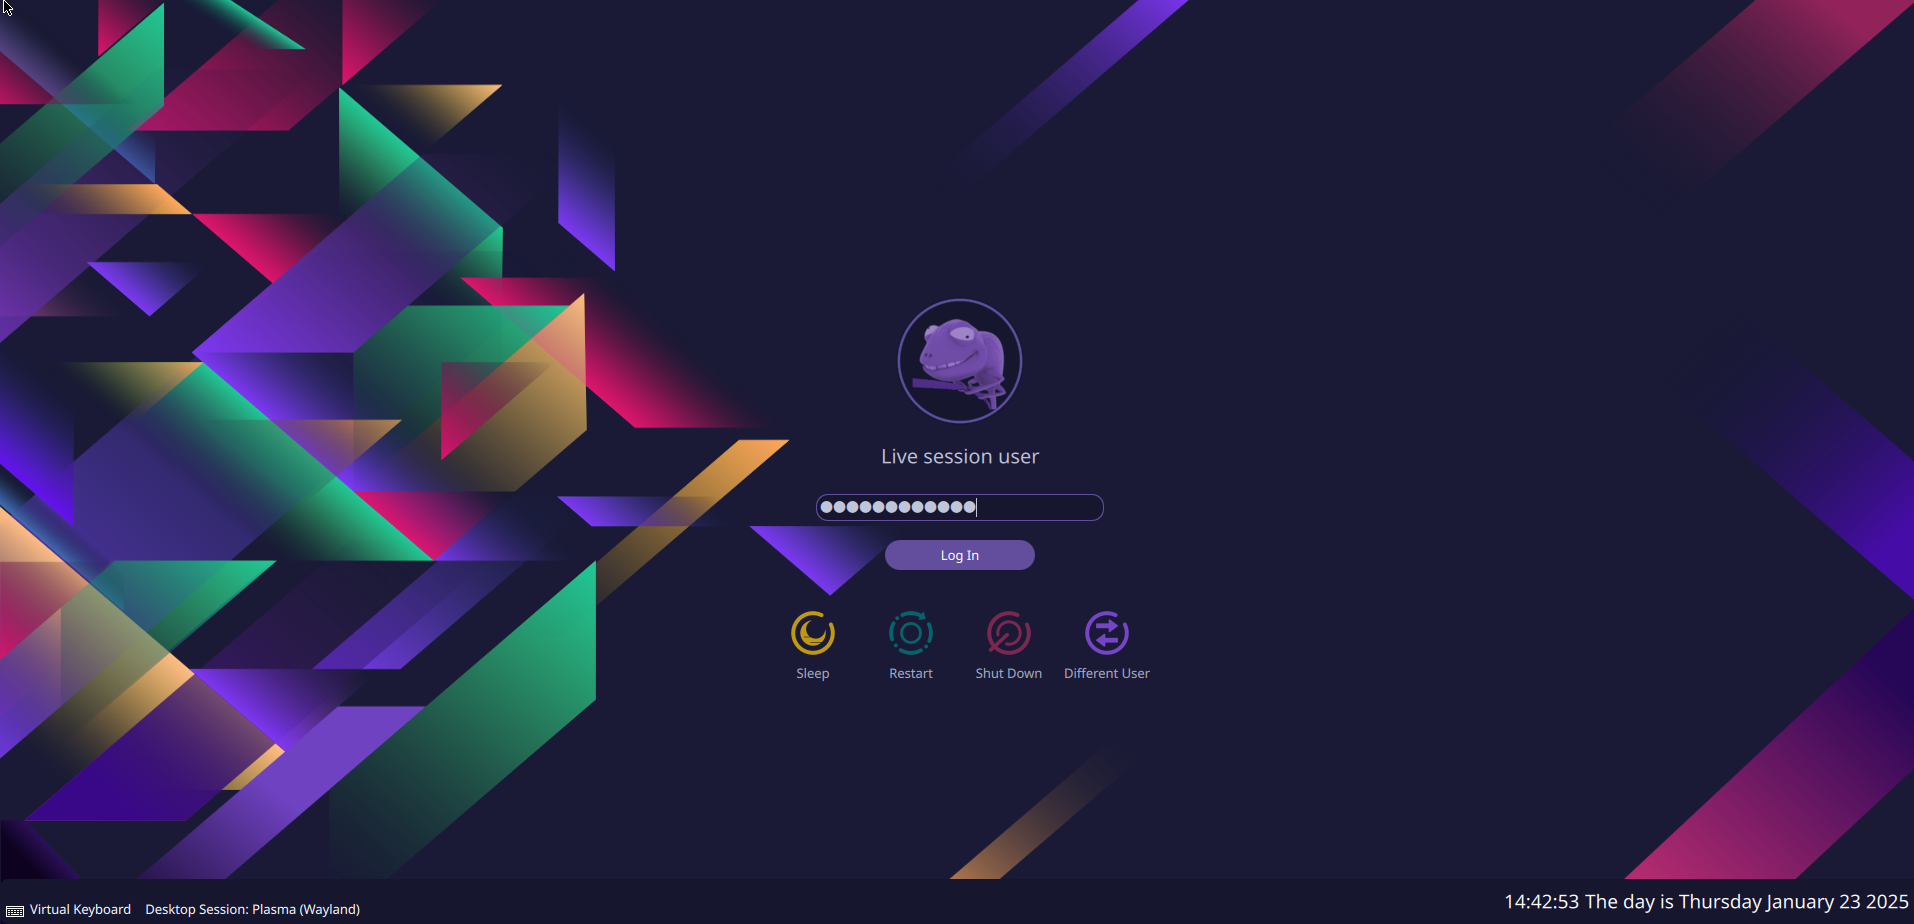 Live session user
Log In
Sleep Restart Shut Down Different User
Virtual Keyboard Desktop Session: Plasma (Wayland) 14:42:53 The day is Thursday January 23 2025